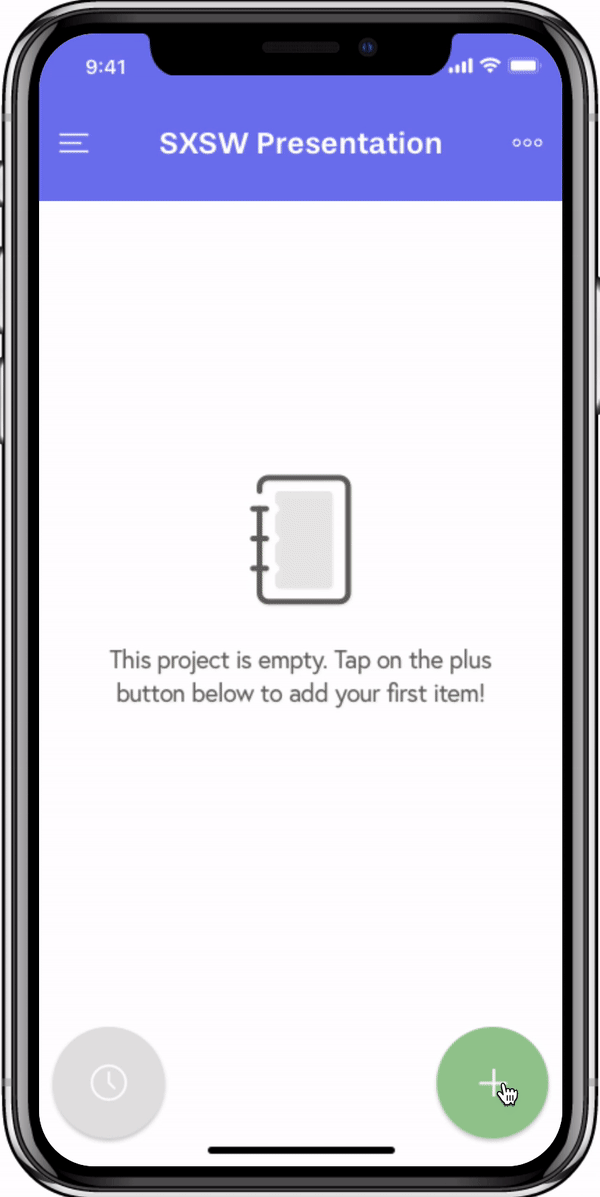 9:41
SXSW Presentation
This project is empty. Tap on the plus
button below to add your first item!